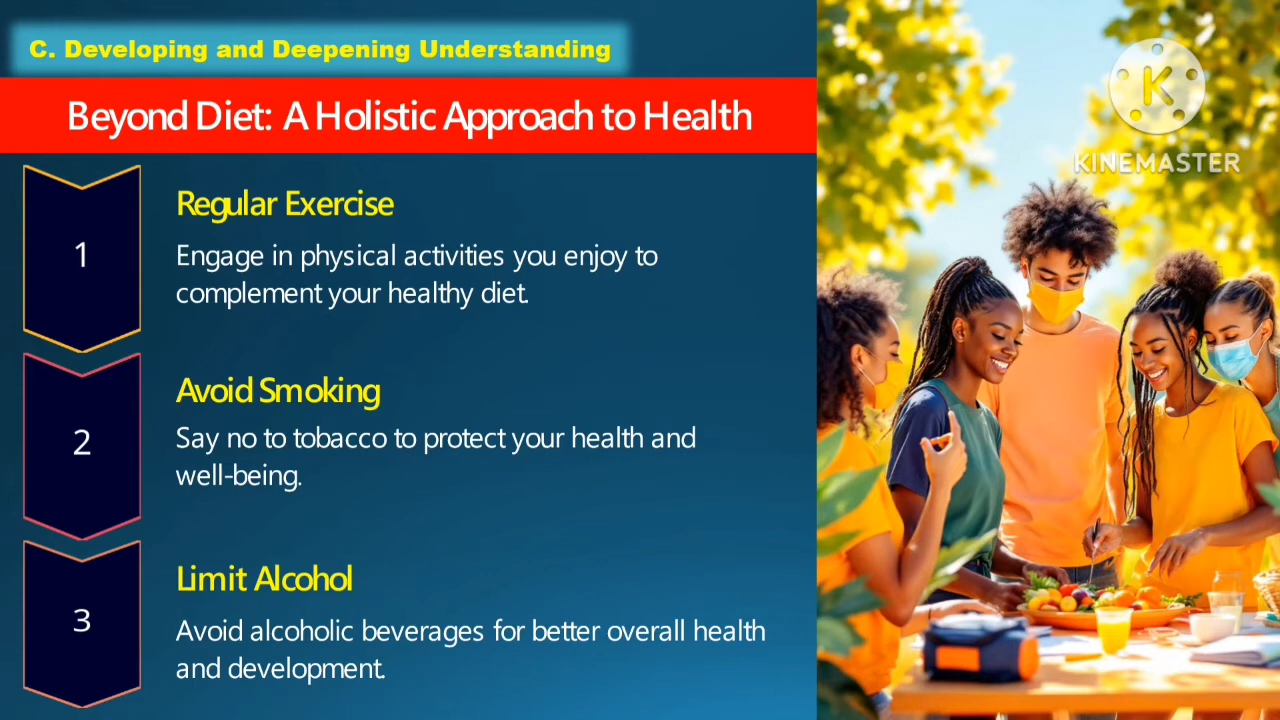 C. Developing and Deepening Understanding
Beyond Diet: A Holistic Approach to Health
1
Regular Exercise
Engage in physical activities you enjoy to
complement your healthy diet.
2
Avoid Smoking
Say no to tobacco to protect your health and
well-being.
3
Limit Alcohol
Avoid alcoholic beverages for better overall health
and development.
K
KINEMASTER